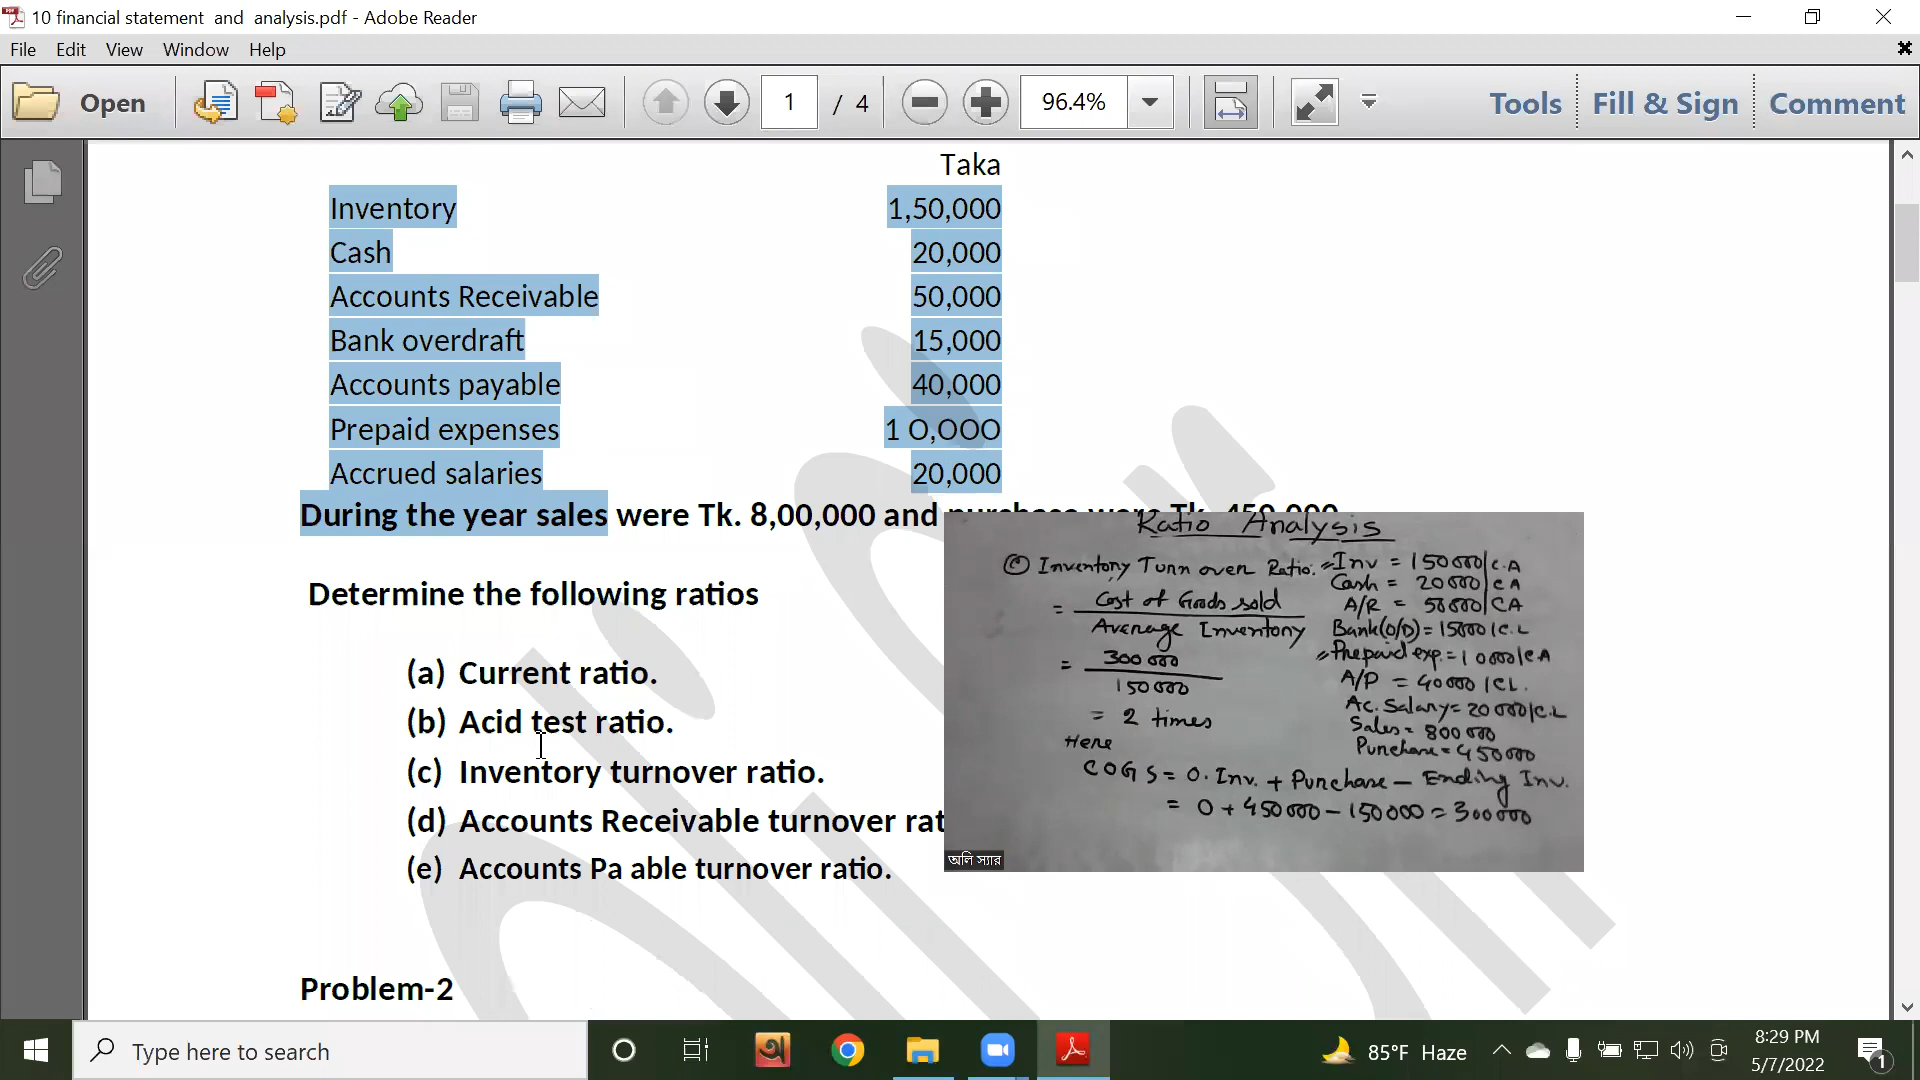 10 financial statement and analysis.pdf - Adobe Reader
File Edit View Window Help
Open 1 / 4 96.4% Tools Fill & Sign Comment
Taka
Inventory 1,50,000
Cash 20,000
Accounts Receivable 50,000
Bank overdraft 15,000
Accounts payable 40,000
Prepaid expenses 1 O,OOO
Accrued salaries 20,000
During the year sales were Tk. 8,00,000 and purchase were Tk. 450,000
Determine the following ratios
(a) Current ratio.
(b) Acid test ratio.
(c) Inventory turnover ratio.
(d) Accounts Receivable turnover rat
(e) Accounts Pa able turnover ratio.
Problem-2
Ratio Analysis
(c) Inventory Turn over Ratio.
= Cost of Goods sold
Average Inventory
= 300000
150000
= 2 times
Here
COGS = O. Inv. + Purchase - Ending Inv.
= 0 + 450000 - 150000 = 300000
Inv = 150000/C.A
Cash = 20000/CA
A/R = 50000/CA
Bank(O/D) = 15000/C.L
Prepaid exp. = 10000/CA
A/P = 40000/CL.
Ac. Salary = 20000/C.L
Sales = 800000
Purchase = 450000
অলি স্যার
Type here to search
85°F Haze
8:29 PM
5/7/2022
1